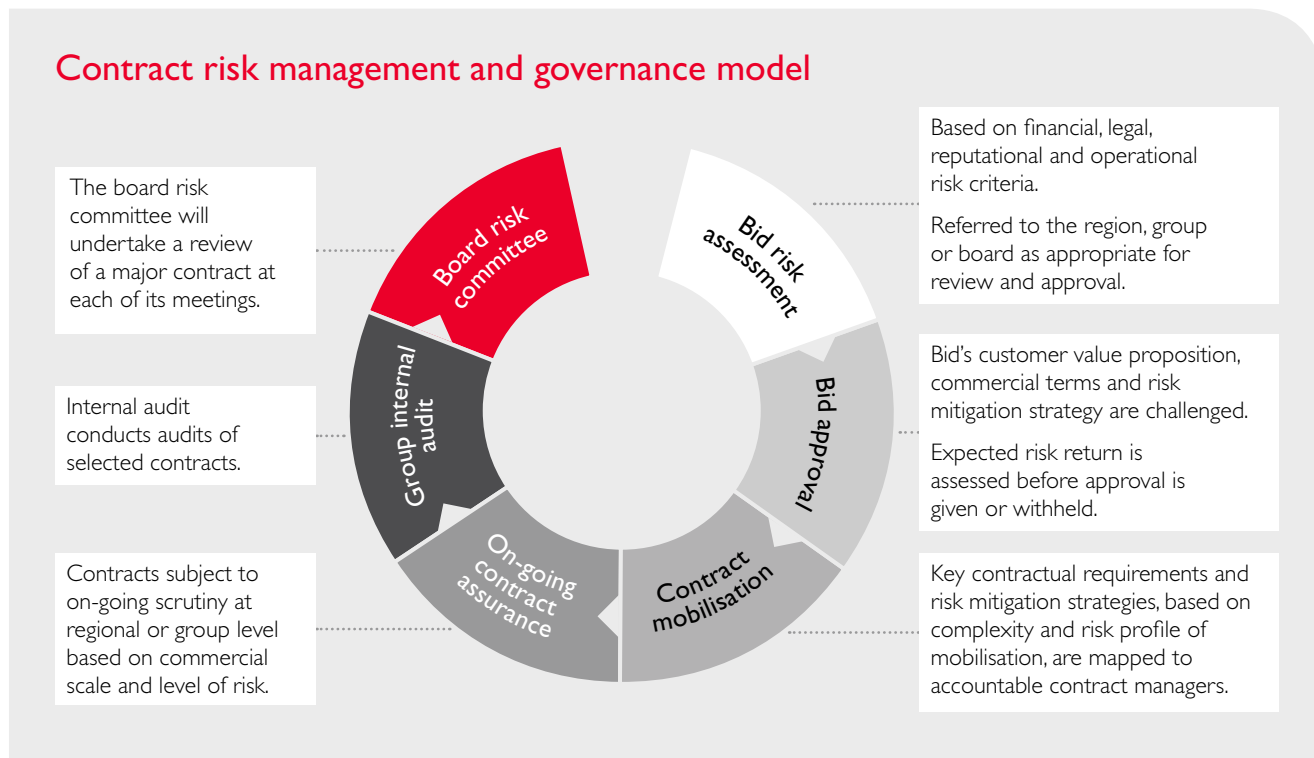 Contract risk management and governance model
Bid risk
assessment
Based on financial, legal,
reputational and operational
risk criteria.
Referred to the region, group
or board as appropriate for
review and approval.
Bid approval
Bid’s customer value proposition,
commercial terms and risk
mitigation strategy are challenged.
Expected risk return is
assessed before approval is
given or withheld.
Contract
mobilisation
Key contractual requirements and
risk mitigation strategies, based on
complexity and risk profile of
mobilisation, are mapped to
accountable contract managers.
On-going
contract
assurance
Contracts subject to
on-going scrutiny at
regional or group level
based on commercial
scale and level of risk.
Group internal
audit
Internal audit
conducts audits of
selected contracts.
Board risk
committee
The board risk
committee will
undertake a review
of a major contract at
each of its meetings.